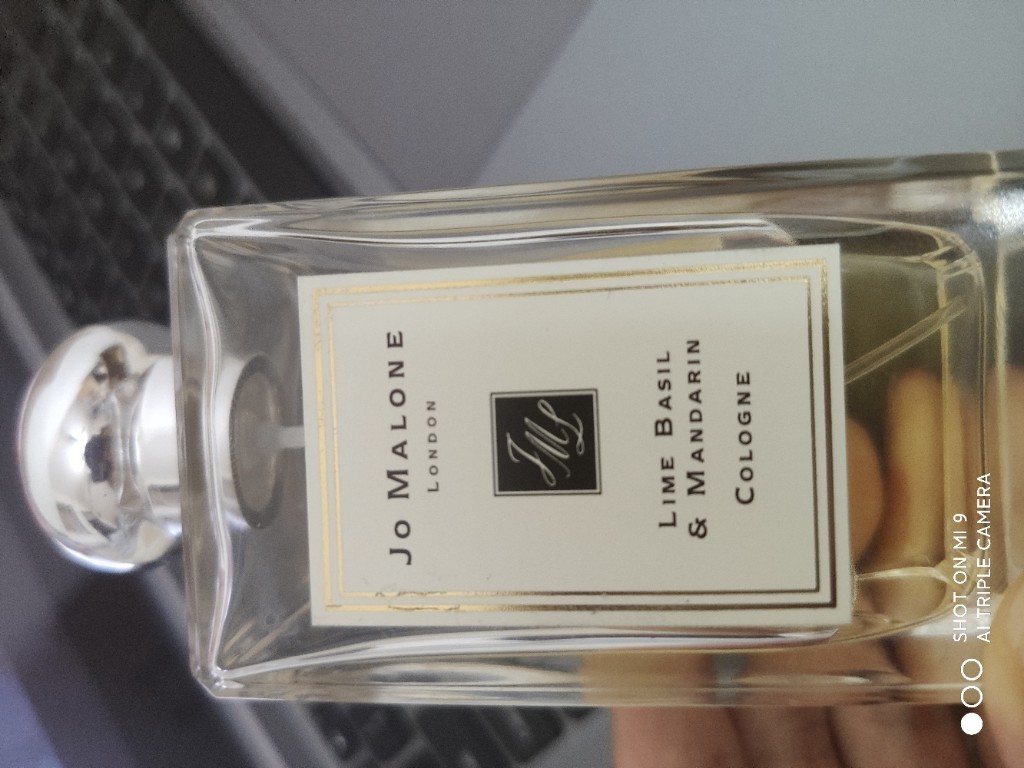 JO MALONE
LONDON
JML
LIME BASIL
& MANDARIN
COLOGNE
SHOT ON MI 9
AI TRIPLE CAMERA